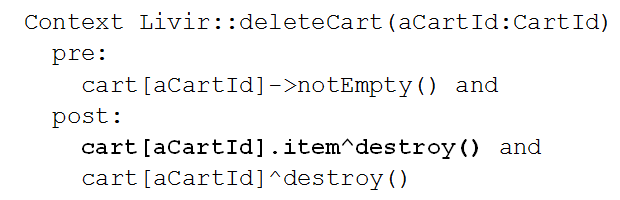 Context Livir::deleteCart(aCartId:CartId)
pre:
cart[aCartId]->notEmpty() and
post:
cart[aCartId].item^destroy() and
cart[aCartId]^destroy()